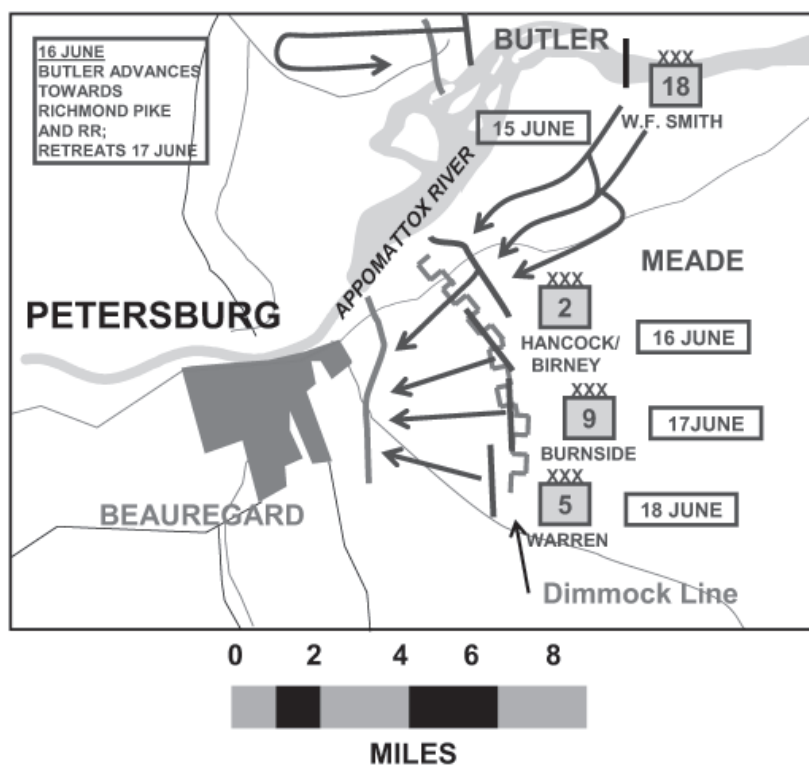 16 JUNE
BUTLER ADVANCES
TOWARDS
RICHMOND PIKE
AND RR;
RETREATS 17 JUNE
BUTLER
XXX
18
W.F. SMITH
15 JUNE
APPOMATTOX RIVER
MEADE
PETERSBURG
XXX
2
HANCOCK/
BIRNEY
16 JUNE
XXX
9
BURNSIDE
17JUNE
XXX
5
WARREN
18 JUNE
BEAUREGARD
Dimmock Line
0 2 4 6 8
MILES